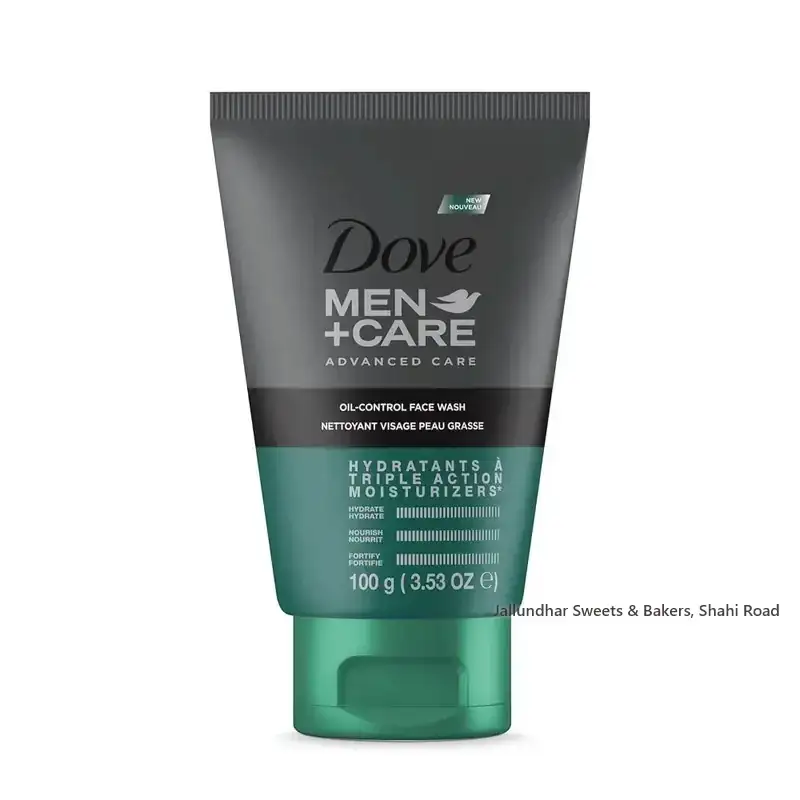 NEW
NOUVEAU
Dove
MEN
+CARE
ADVANCED CARE
OIL-CONTROL FACE WASH
NETTOYANT VISAGE PEAU GRASSE
HYDRATANTS À
TRIPLE ACTION
MOISTURIZERS*
HYDRATE
HYDRATE
NOURISH
NOURRIT
FORTIFY
FORTIFIE
100 g ( 3.53 OZ ℮)
Jallundhar Sweets & Bakers, Shahi Road